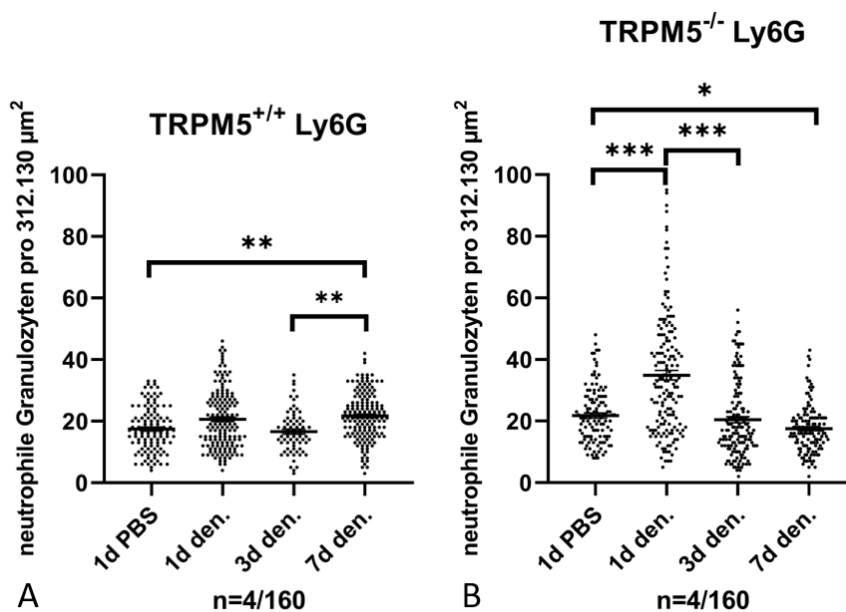 TRPM5+/+ Ly6G
neutrophile Granulozyten pro 312.130 µm²
100
80
60
40
20
0
**
**
1d PBS
1d den.
3d den.
7d den.
n=4/160
A
TRPM5-/- Ly6G
neutrophile Granulozyten pro 312.130 µm²
100
80
60
40
20
0
*
***
***
1d PBS
1d den.
3d den.
7d den.
n=4/160
B